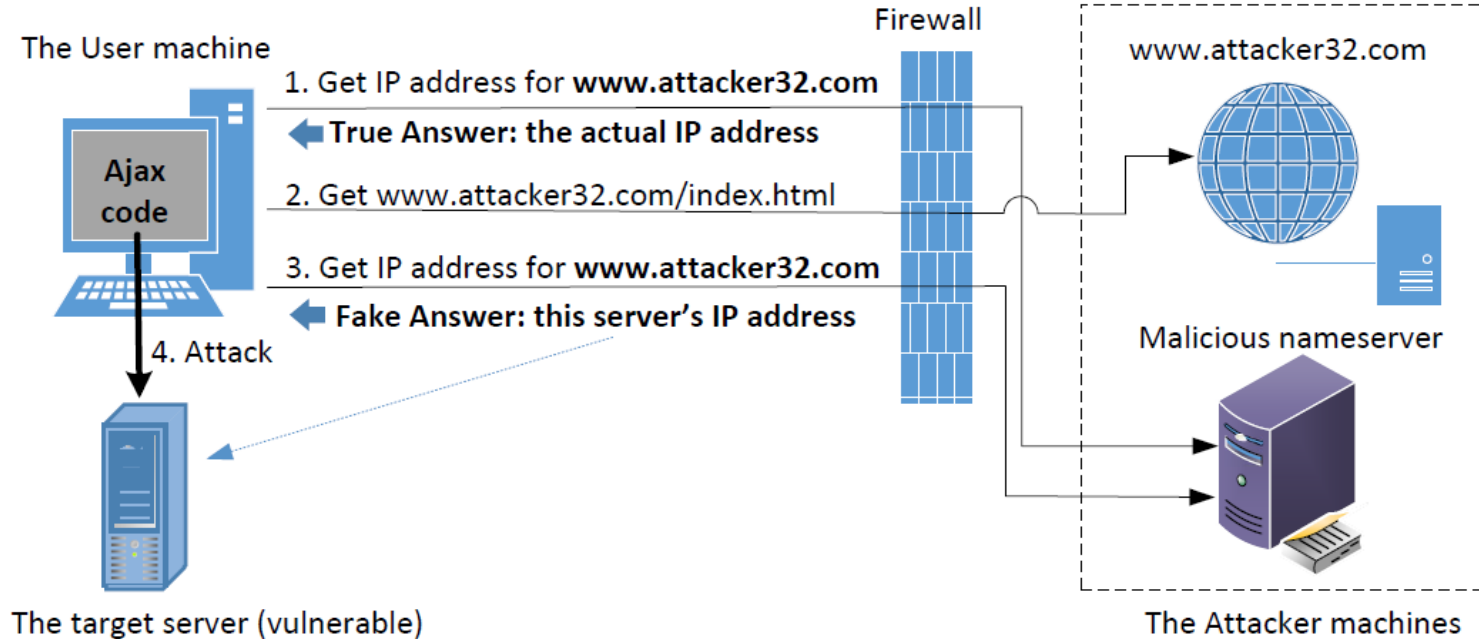 Firewall
The User machine
www.attacker32.com
1. Get IP address for www.attacker32.com
True Answer: the actual IP address
Ajax
code
2. Get www.attacker32.com/index.html
3. Get IP address for www.attacker32.com
Fake Answer: this server’s IP address
4. Attack
Malicious nameserver
The target server (vulnerable)
The Attacker machines